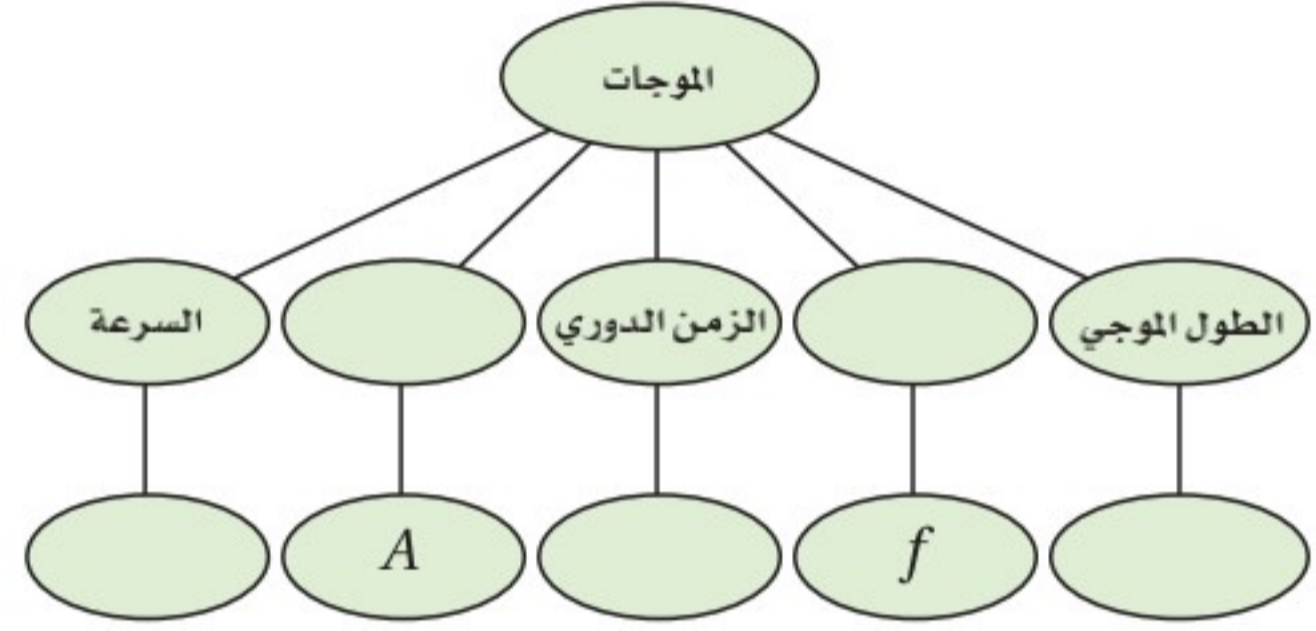 الموجات
الطول الموجي
الزمن الدوري
السرعة
f
A